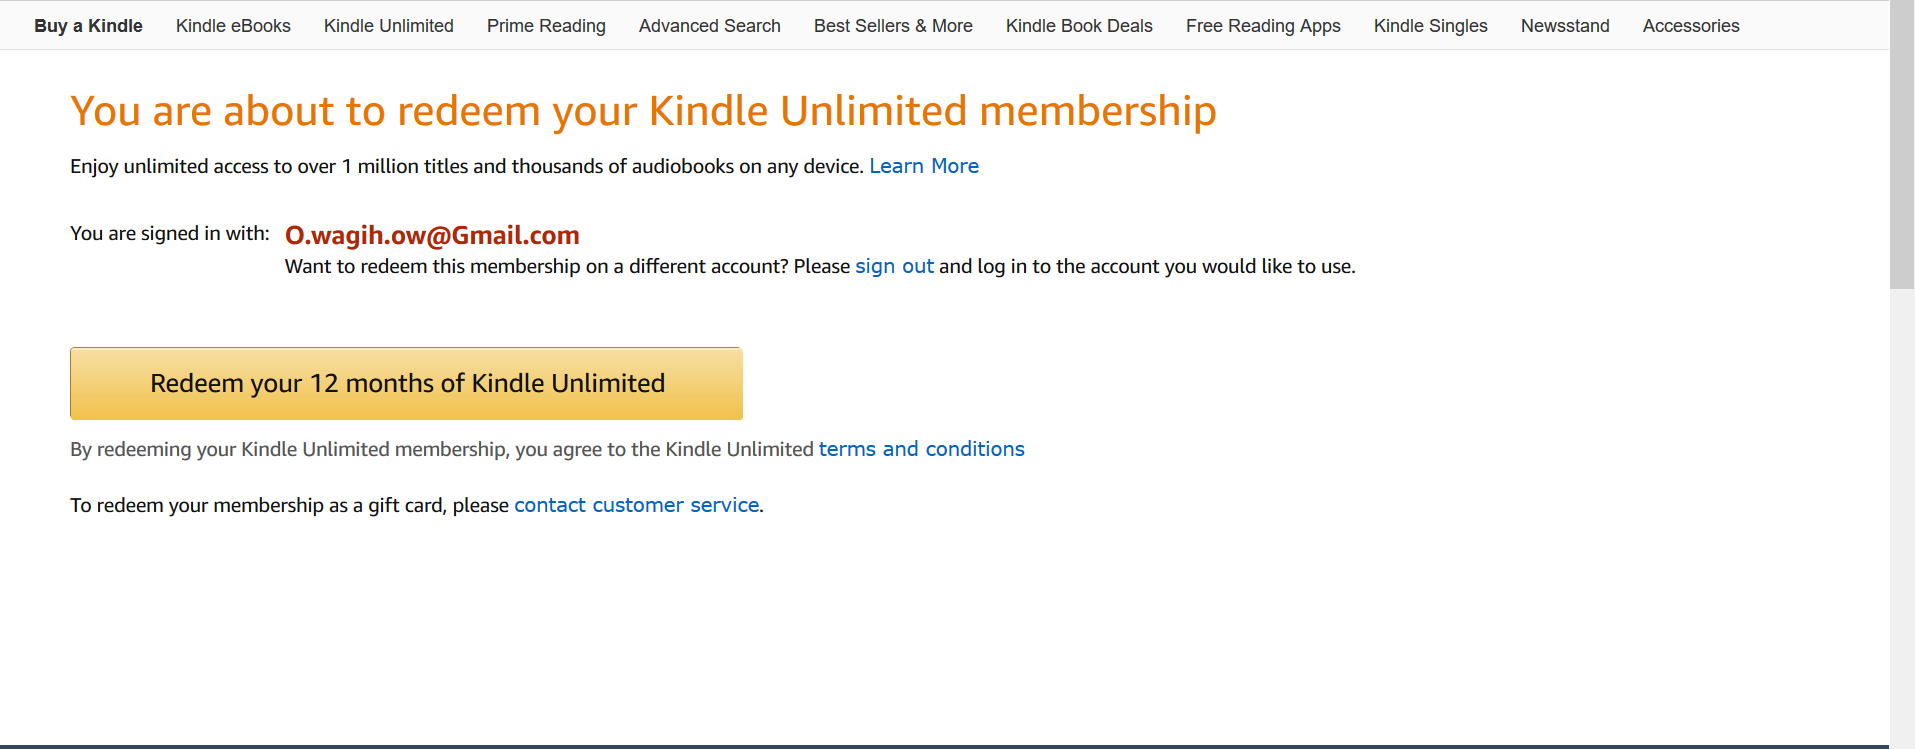 Buy a Kindle Kindle eBooks Kindle Unlimited Prime Reading Advanced Search Best Sellers & More Kindle Book Deals Free Reading Apps Kindle Singles Newsstand Accessories
You are about to redeem your Kindle Unlimited membership
Enjoy unlimited access to over 1 million titles and thousands of audiobooks on any device. Learn More
You are signed in with: O.wagih.ow@Gmail.com
Want to redeem this membership on a different account? Please sign out and log in to the account you would like to use.
Redeem your 12 months of Kindle Unlimited
By redeeming your Kindle Unlimited membership, you agree to the Kindle Unlimited terms and conditions
To redeem your membership as a gift card, please contact customer service.